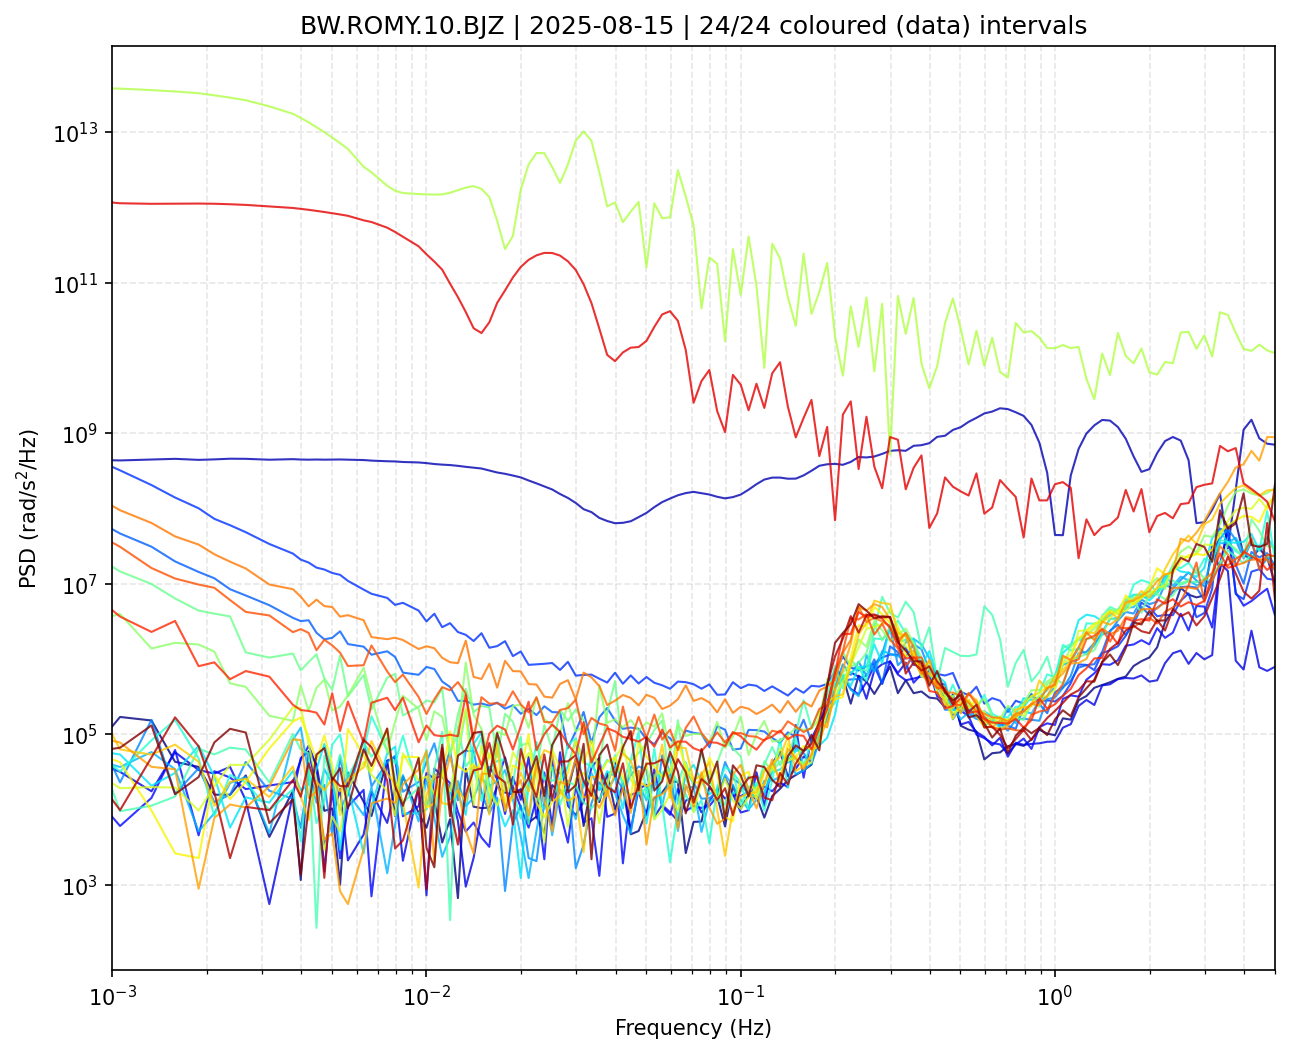 BW.ROMY.10.BJZ | 2025-08-15 | 24/24 coloured (data) intervals
PSD (rad/s²/Hz)
10¹³
10¹¹
10⁹
10⁷
10⁵
10³
10⁻³ 10⁻² 10⁻¹ 10⁰
Frequency (Hz)